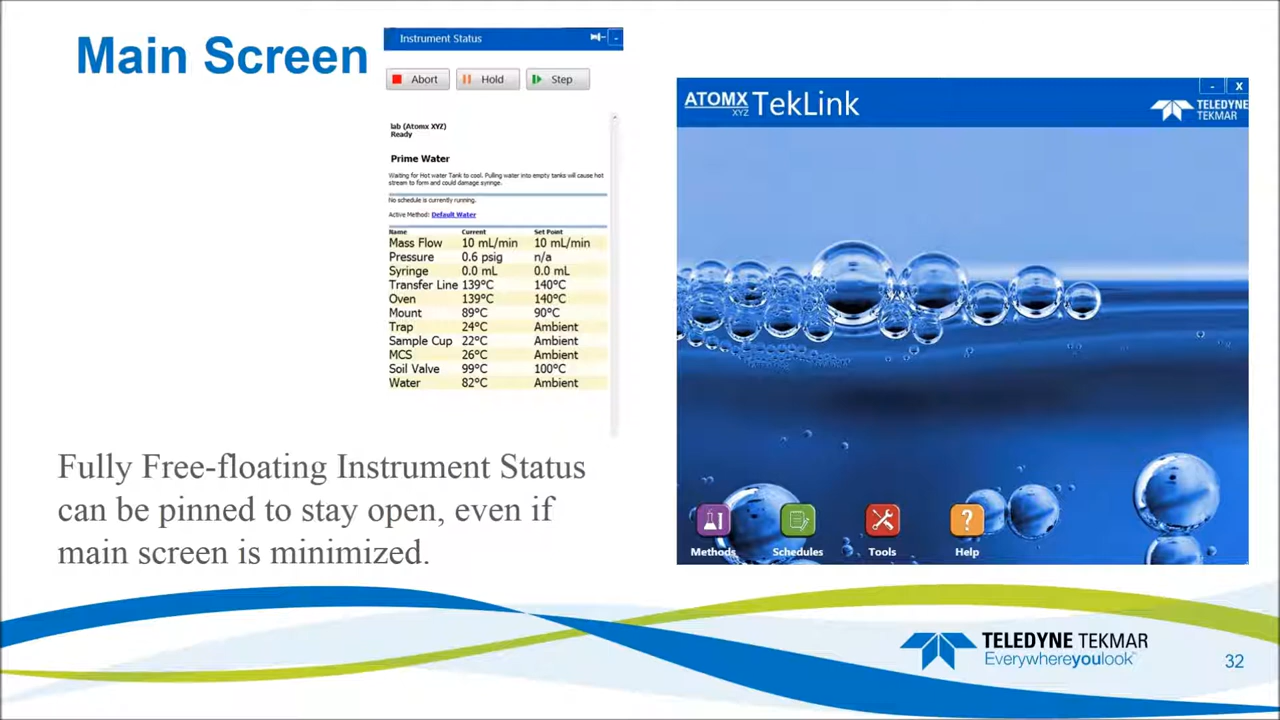 Main Screen
Instrument Status
Abort
Hold
Step
lab (Atomx XYZ)
Ready
Prime Water
Waiting for Hot water Tank to cool. Pulling water into empty tanks will cause hot
stream to form and could damage syringe.
No schedule is currently running.
Active Method: Default Water
Name Current Set Point
Mass Flow 10 mL/min 10 mL/min
Pressure 0.6 psig n/a
Syringe 0.0 mL 0.0 mL
Transfer Line 139°C 140°C
Oven 139°C 140°C
Mount 89°C 90°C
Trap 24°C Ambient
Sample Cup 22°C Ambient
MCS 26°C Ambient
Soil Valve 99°C 100°C
Water 82°C Ambient
Fully Free-floating Instrument Status
can be pinned to stay open, even if
main screen is minimized.
ATOMX
XYZ
TekLink
TELEDYNE
TEKMAR
Methods
Schedules
Tools
Help
TELEDYNE TEKMAR
Everywhereyoulook™
32